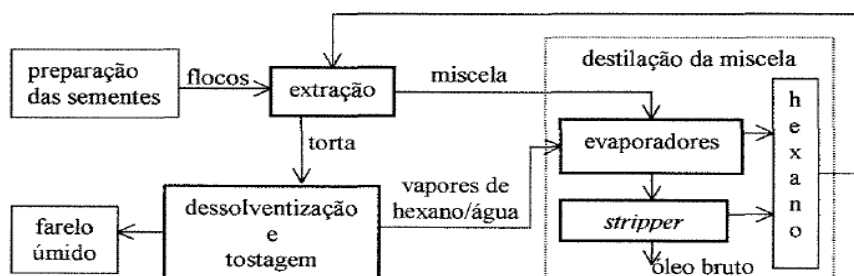 preparação
das sementes
flocos
extração
miscela
destilação da miscela
hexano
evaporadores
torta
vapores de
hexano/água
dessolventização
e
tostagem
farelo
úmido
stripper
óleo bruto